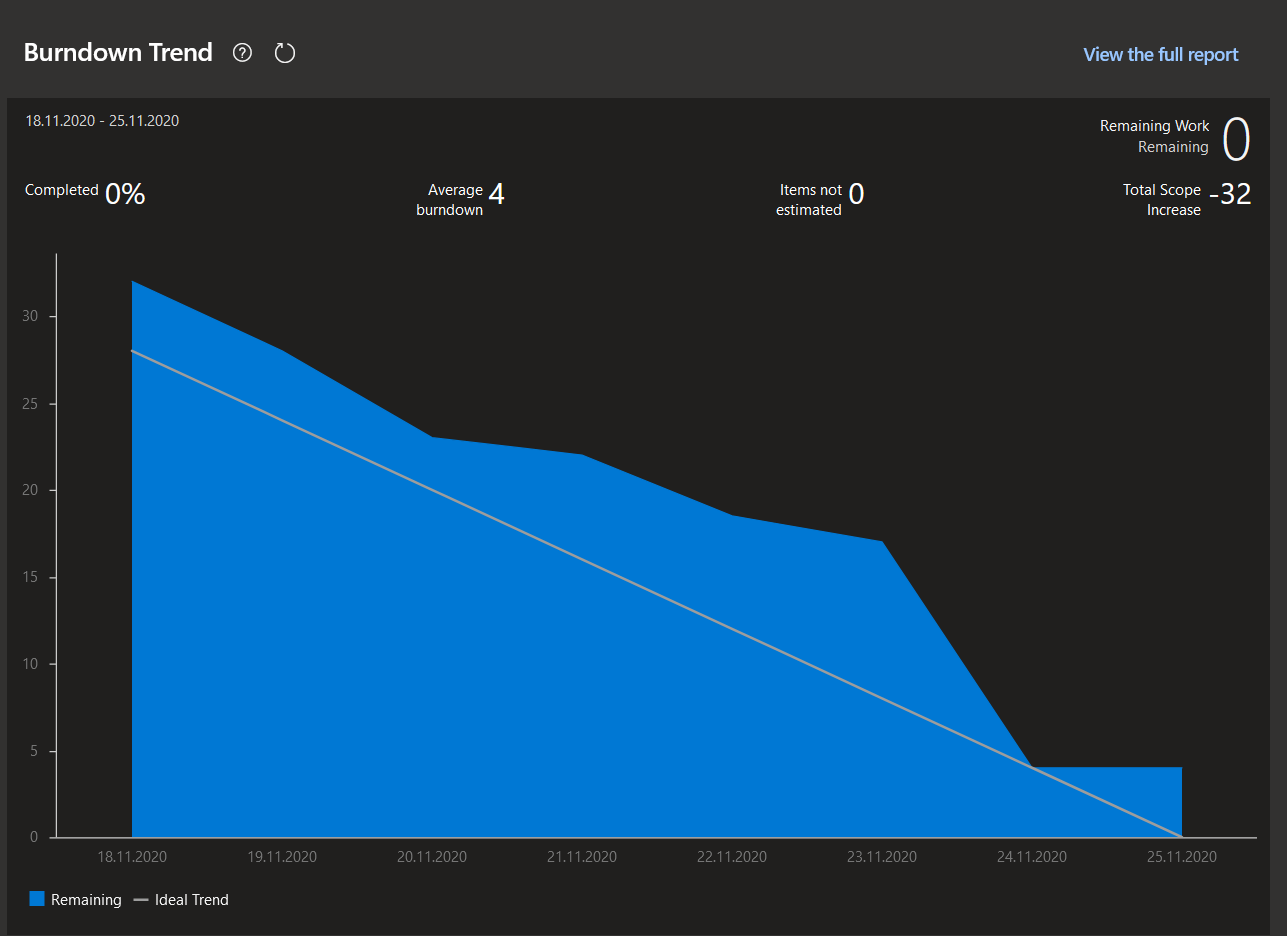 Burndown Trend
View the full report
18.11.2020 - 25.11.2020
Remaining Work
Remaining
0
Completed 0%
Average
burndown
4
Items not
estimated
0
Total Scope
Increase
-32
30
25
20
15
10
5
0
18.11.2020 19.11.2020 20.11.2020 21.11.2020 22.11.2020 23.11.2020 24.11.2020 25.11.2020
Remaining Ideal Trend